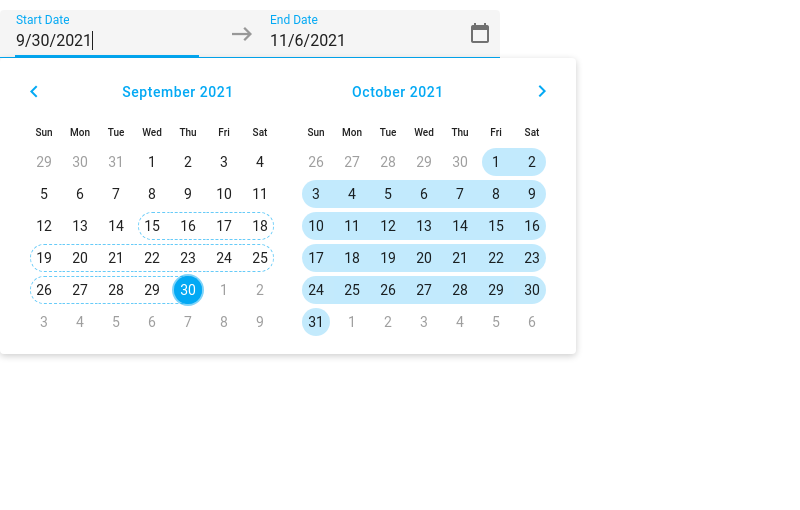 Start Date End Date
9/30/2021 11/6/2021
September 2021 October 2021
Sun Mon Tue Wed Thu Fri Sat Sun Mon Tue Wed Thu Fri Sat
29 30 31 1 2 3 4 26 27 28 29 30 1 2
5 6 7 8 9 10 11 3 4 5 6 7 8 9
12 13 14 15 16 17 18 10 11 12 13 14 15 16
19 20 21 22 23 24 25 17 18 19 20 21 22 23
26 27 28 29 30 1 2 24 25 26 27 28 29 30
3 4 5 6 7 8 9 31 1 2 3 4 5 6